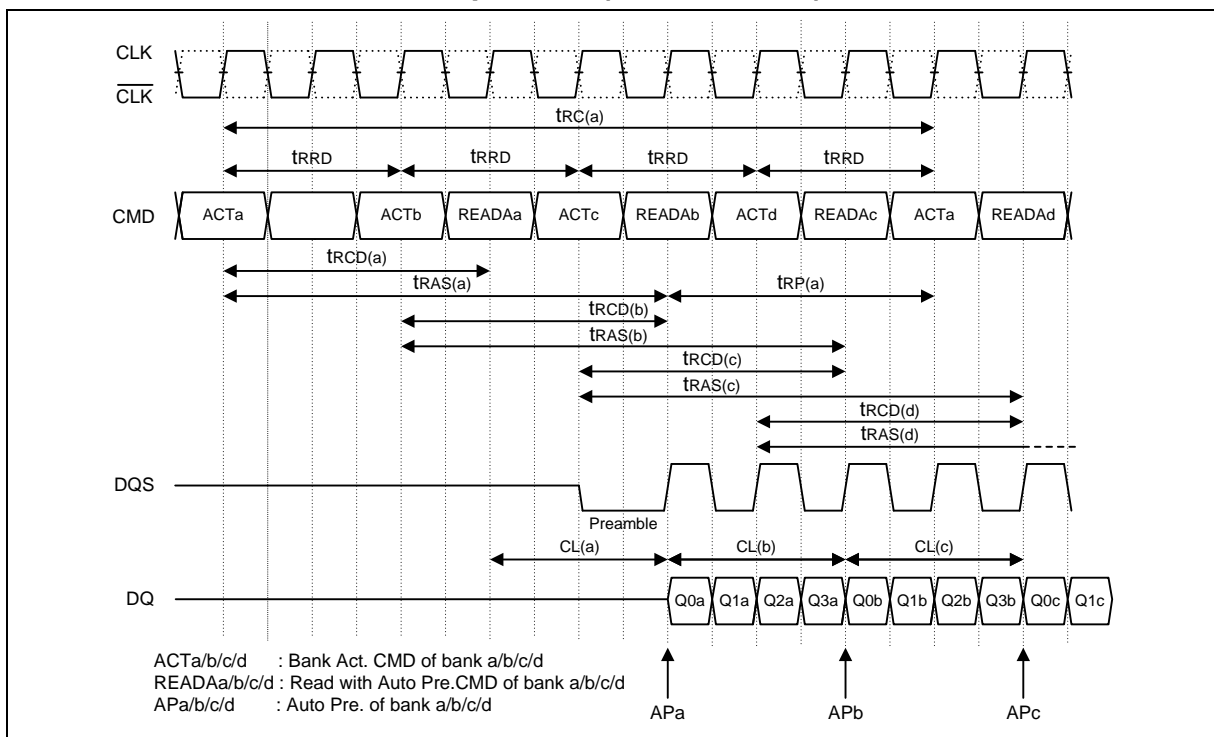 CLK
CLK
tRC(a)
tRRD tRRD tRRD tRRD
CMD ACTa ACTb READAa ACTc READAb ACTd READAc ACTa READAd
tRCD(a)
tRAS(a) tRP(a)
tRCD(b)
tRAS(b)
tRCD(c)
tRAS(c)
tRCD(d)
tRAS(d)
DQS
Preamble
CL(a) CL(b) CL(c)
DQ Q0a Q1a Q2a Q3a Q0b Q1b Q2b Q3b Q0c Q1c
ACTa/b/c/d : Bank Act. CMD of bank a/b/c/d
READAa/b/c/d : Read with Auto Pre.CMD of bank a/b/c/d
APa/b/c/d : Auto Pre. of bank a/b/c/d
APa APb APc